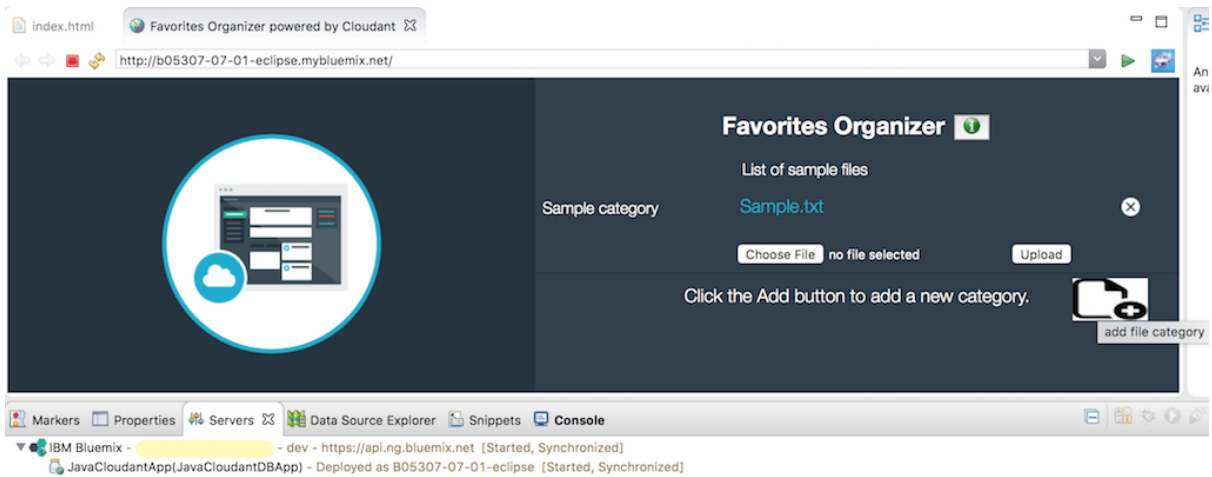 index.html Favorites Organizer powered by Cloudant
http://b05307-07-01-eclipse.mybluemix.net/
An
ava
Favorites Organizer
List of sample files
Sample category Sample.txt
Choose File no file selected Upload
Click the Add button to add a new category.
add file category
Markers Properties Servers Data Source Explorer Snippets Console
IBM Bluemix - - dev - https://api.ng.bluemix.net [Started, Synchronized]
JavaCloudantApp(JavaCloudantDBApp) - Deployed as B05307-07-01-eclipse [Started, Synchronized]